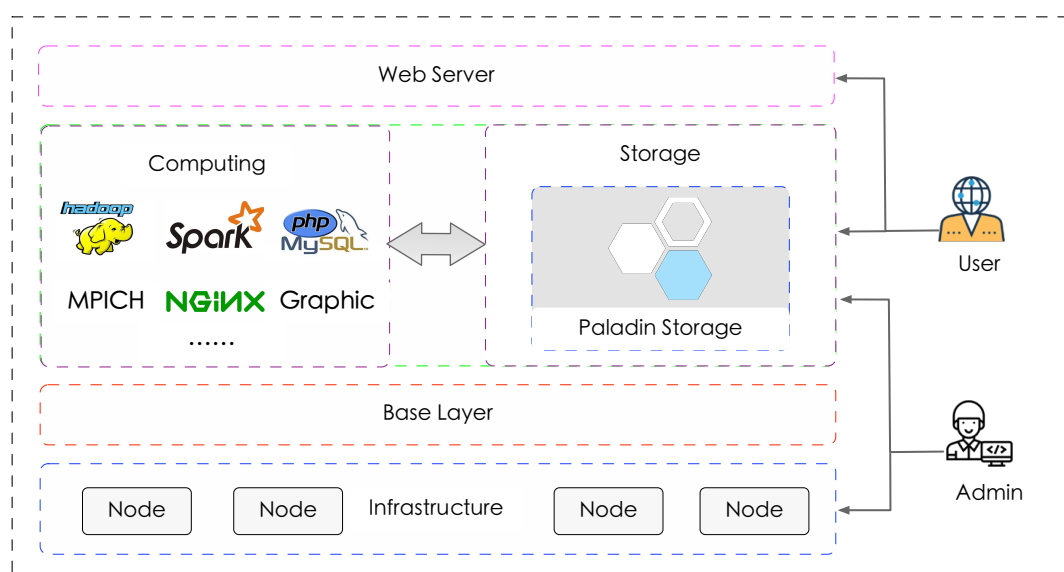 Web Server
Computing
Storage
hadoop
Spark
php
MySQL
MPICH
NGiNX
Graphic
......
Paladin Storage
User
Base Layer
</>
Admin
Node
Node
Infrastructure
Node
Node